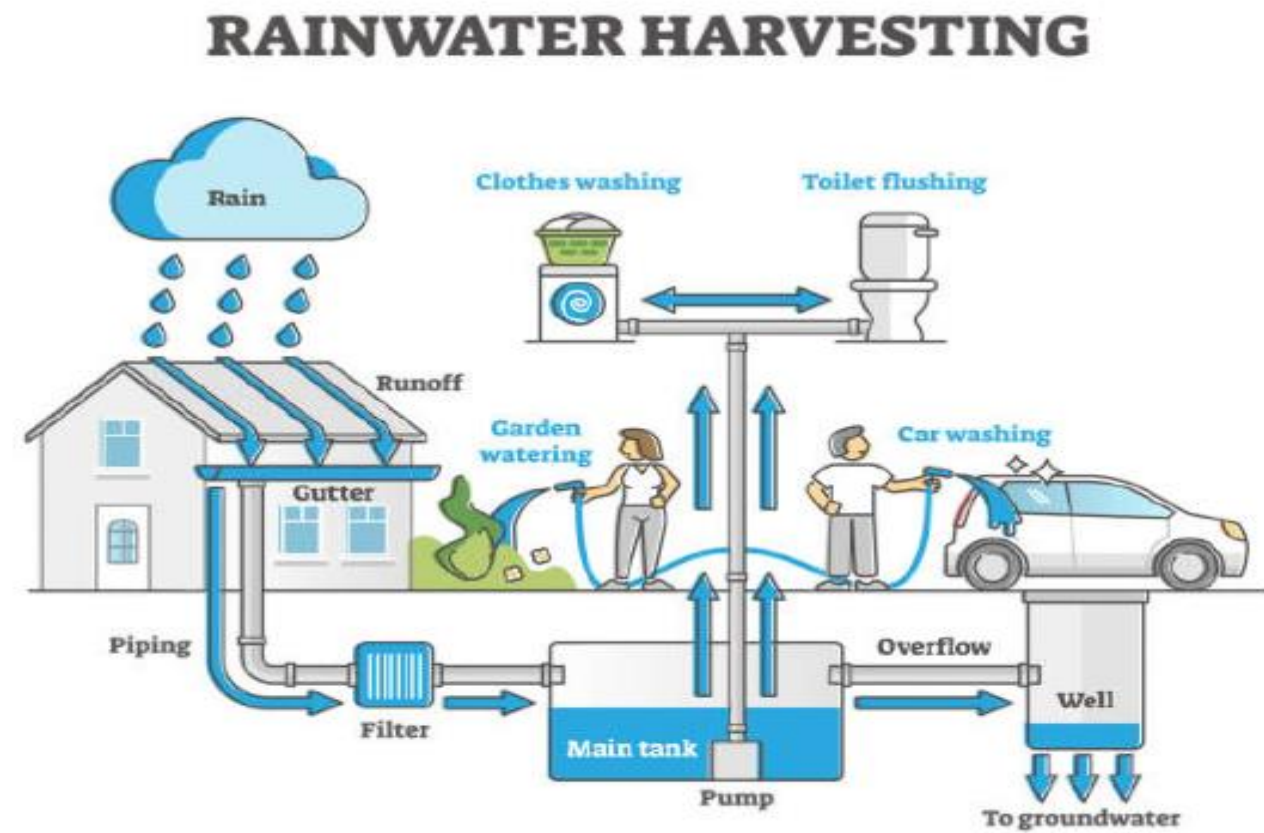 RAINWATER HARVESTING
Rain
Clothes washing
Toilet flushing
Runoff
Garden
watering
Car washing
Gutter
Piping
Filter
Main tank
Pump
Overflow
Well
To groundwater